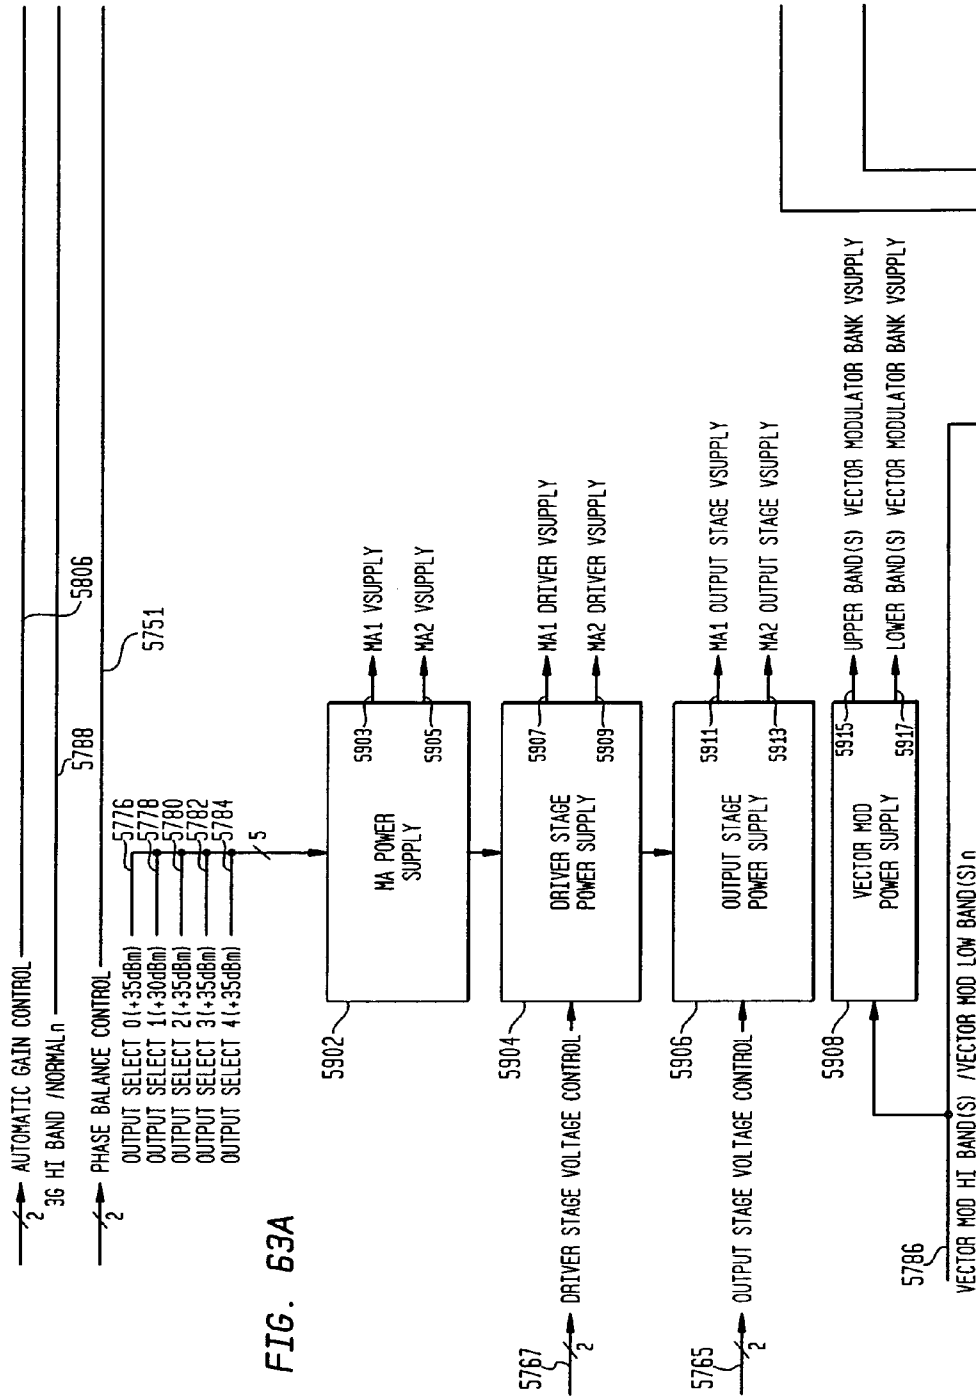 2
AUTOMATIC GAIN CONTROL
5806
3G HI BAND /NORMALn
5788
2
PHASE BALANCE CONTROL
5751
OUTPUT SELECT 0(+35dBm)
5776
OUTPUT SELECT 1(+30dBm)
5778
OUTPUT SELECT 2(+35dBm)
5780
OUTPUT SELECT 3(+35dBm)
5782
OUTPUT SELECT 4(+35dBm)
5784
5
FIG. 63A
5902
MA POWER
SUPPLY
5903
MA1 VSUPPLY
5905
MA2 VSUPPLY
5767
2
DRIVER STAGE VOLTAGE CONTROL
5904
DRIVER STAGE
POWER SUPPLY
5907
MA1 DRIVER VSUPPLY
5909
MA2 DRIVER VSUPPLY
5765
2
OUTPUT STAGE VOLTAGE CONTROL
5906
OUTPUT STAGE
POWER SUPPLY
5911
MA1 OUTPUT STAGE VSUPPLY
5913
MA2 OUTPUT STAGE VSUPPLY
5908
VECTOR MOD
POWER SUPPLY
5915
UPPER BAND(S) VECTOR MODULATOR BANK VSUPPLY
5917
LOWER BAND(S) VECTOR MODULATOR BANK VSUPPLY
5786
VECTOR MOD HI BAND(S) /VECTOR MOD LOW BAND(S)n